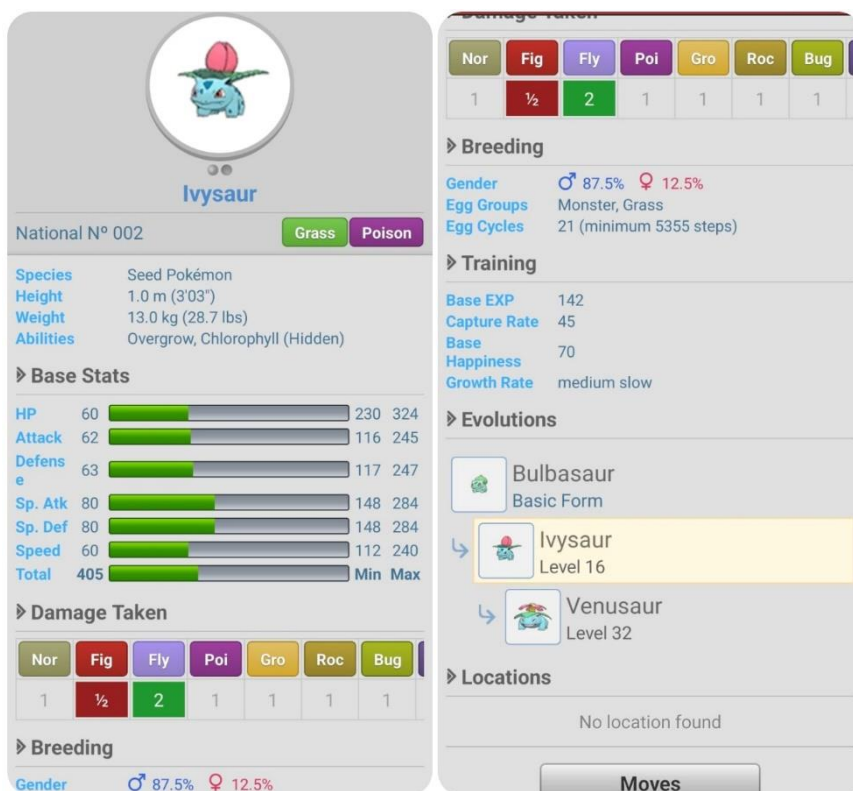 Ivysaur
National Nº 002
Grass Poison
Species Seed Pokémon
Height 1.0 m (3'03")
Weight 13.0 kg (28.7 lbs)
Abilities Overgrow, Chlorophyll (Hidden)
Base Stats
HP 60 230 324
Attack 62 116 245
Defens
e 63 117 247
Sp. Atk 80 148 284
Sp. Def 80 148 284
Speed 60 112 240
Total 405 Min Max
Damage Taken
Nor Fig Fly Poi Gro Roc Bug
1 ½ 2 1 1 1 1
Breeding
Gender ♂ 87.5% ♀ 12.5%
Damage Taken
Nor Fig Fly Poi Gro Roc Bug
1 ½ 2 1 1 1 1
Breeding
Gender ♂ 87.5% ♀ 12.5%
Egg Groups Monster, Grass
Egg Cycles 21 (minimum 5355 steps)
Training
Base EXP 142
Capture Rate 45
Base
Happiness 70
Growth Rate medium slow
Evolutions
Bulbasaur
Basic Form
Ivysaur
Level 16
Venusaur
Level 32
Locations
No location found
Moves